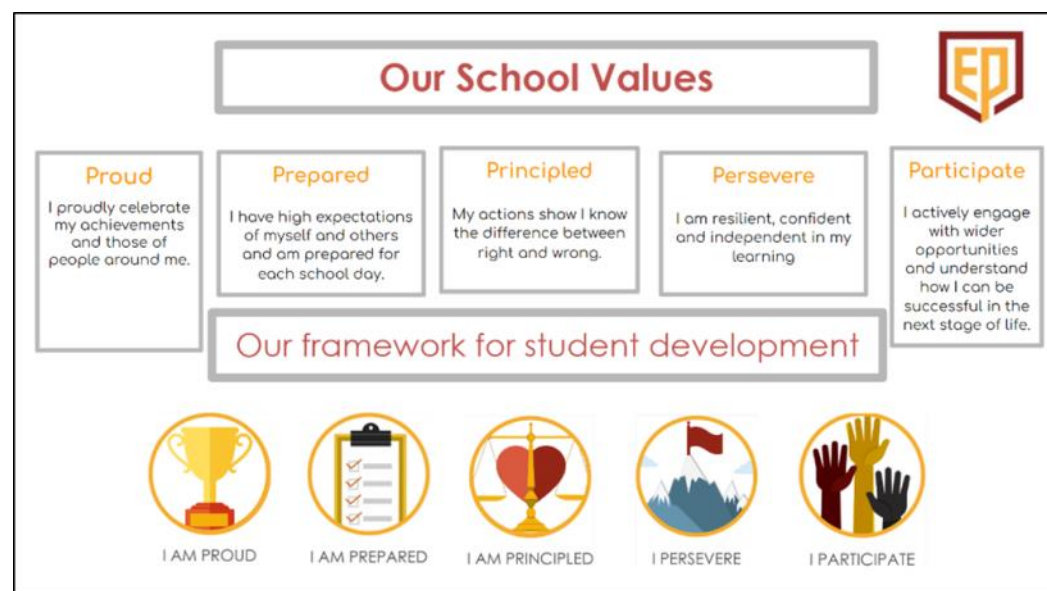 Our School Values
EP
Proud
I proudly celebrate
my achievements
and those of
people around me.
Prepared
I have high expectations
of myself and others
and am prepared for
each school day.
Principled
My actions show I know
the difference between
right and wrong.
Persevere
I am resilient, confident
and independent in my
learning
Participate
I actively engage
with wider
opportunities
and understand
how I can be
successful in the
next stage of life.
Our framework for student development
I AM PROUD
I AM PREPARED
I AM PRINCIPLED
I PERSEVERE
I PARTICIPATE